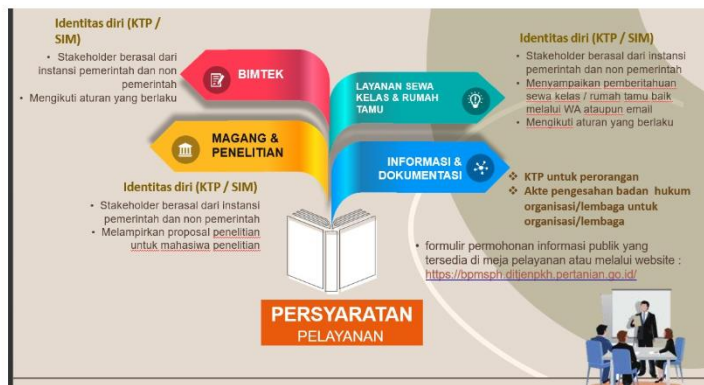 Identitas diri (KTP /
SIM)
• Stakeholder berasal dari
instansi pemerintah dan non
pemerintah
• Mengikuti aturan yang berlaku
BIMTEK
MAGANG &
PENELITIAN
Identitas diri (KTP / SIM)
• Stakeholder berasal dari instansi
pemerintah dan non pemerintah
• Melampirkan proposal penelitian
untuk mahasiwa penelitian
LAYANAN SEWA
KELAS & RUMAH
TAMU
Identitas diri (KTP / SIM)
• Stakeholder berasal dari instansi
pemerintah dan non pemerintah
• Menyampaikan pemberitahuan
sewa kelas / rumah tamu baik
melalui WA ataupun email
• Mengikuti aturan yang berlaku
INFORMASI &
DOKUMENTASI
❖ KTP untuk perorangan
❖ Akte pengesahan badan hukum
organisasi/lembaga untuk
organisasi/lembaga
• formulir permohonan informasi publik yang
tersedia di meja pelayanan atau melalui website :
https://bpmsph.ditjenpkh.pertanian.go.id/
PERSYARATAN
PELAYANAN